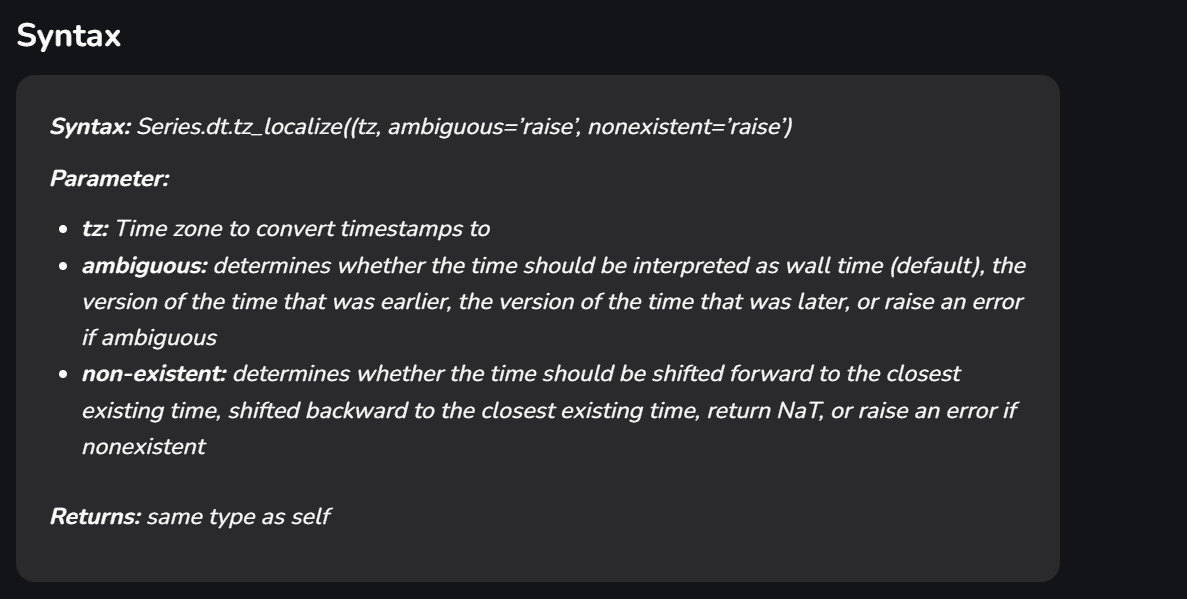 Syntax
Syntax: Series.dt.tz_localize((tz, ambiguous=’raise’, nonexistent=’raise’)
Parameter:
• tz: Time zone to convert timestamps to
• ambiguous: determines whether the time should be interpreted as wall time (default), the
version of the time that was earlier, the version of the time that was later, or raise an error
if ambiguous
• non-existent: determines whether the time should be shifted forward to the closest
existing time, shifted backward to the closest existing time, return NaT, or raise an error if
nonexistent
Returns: same type as self